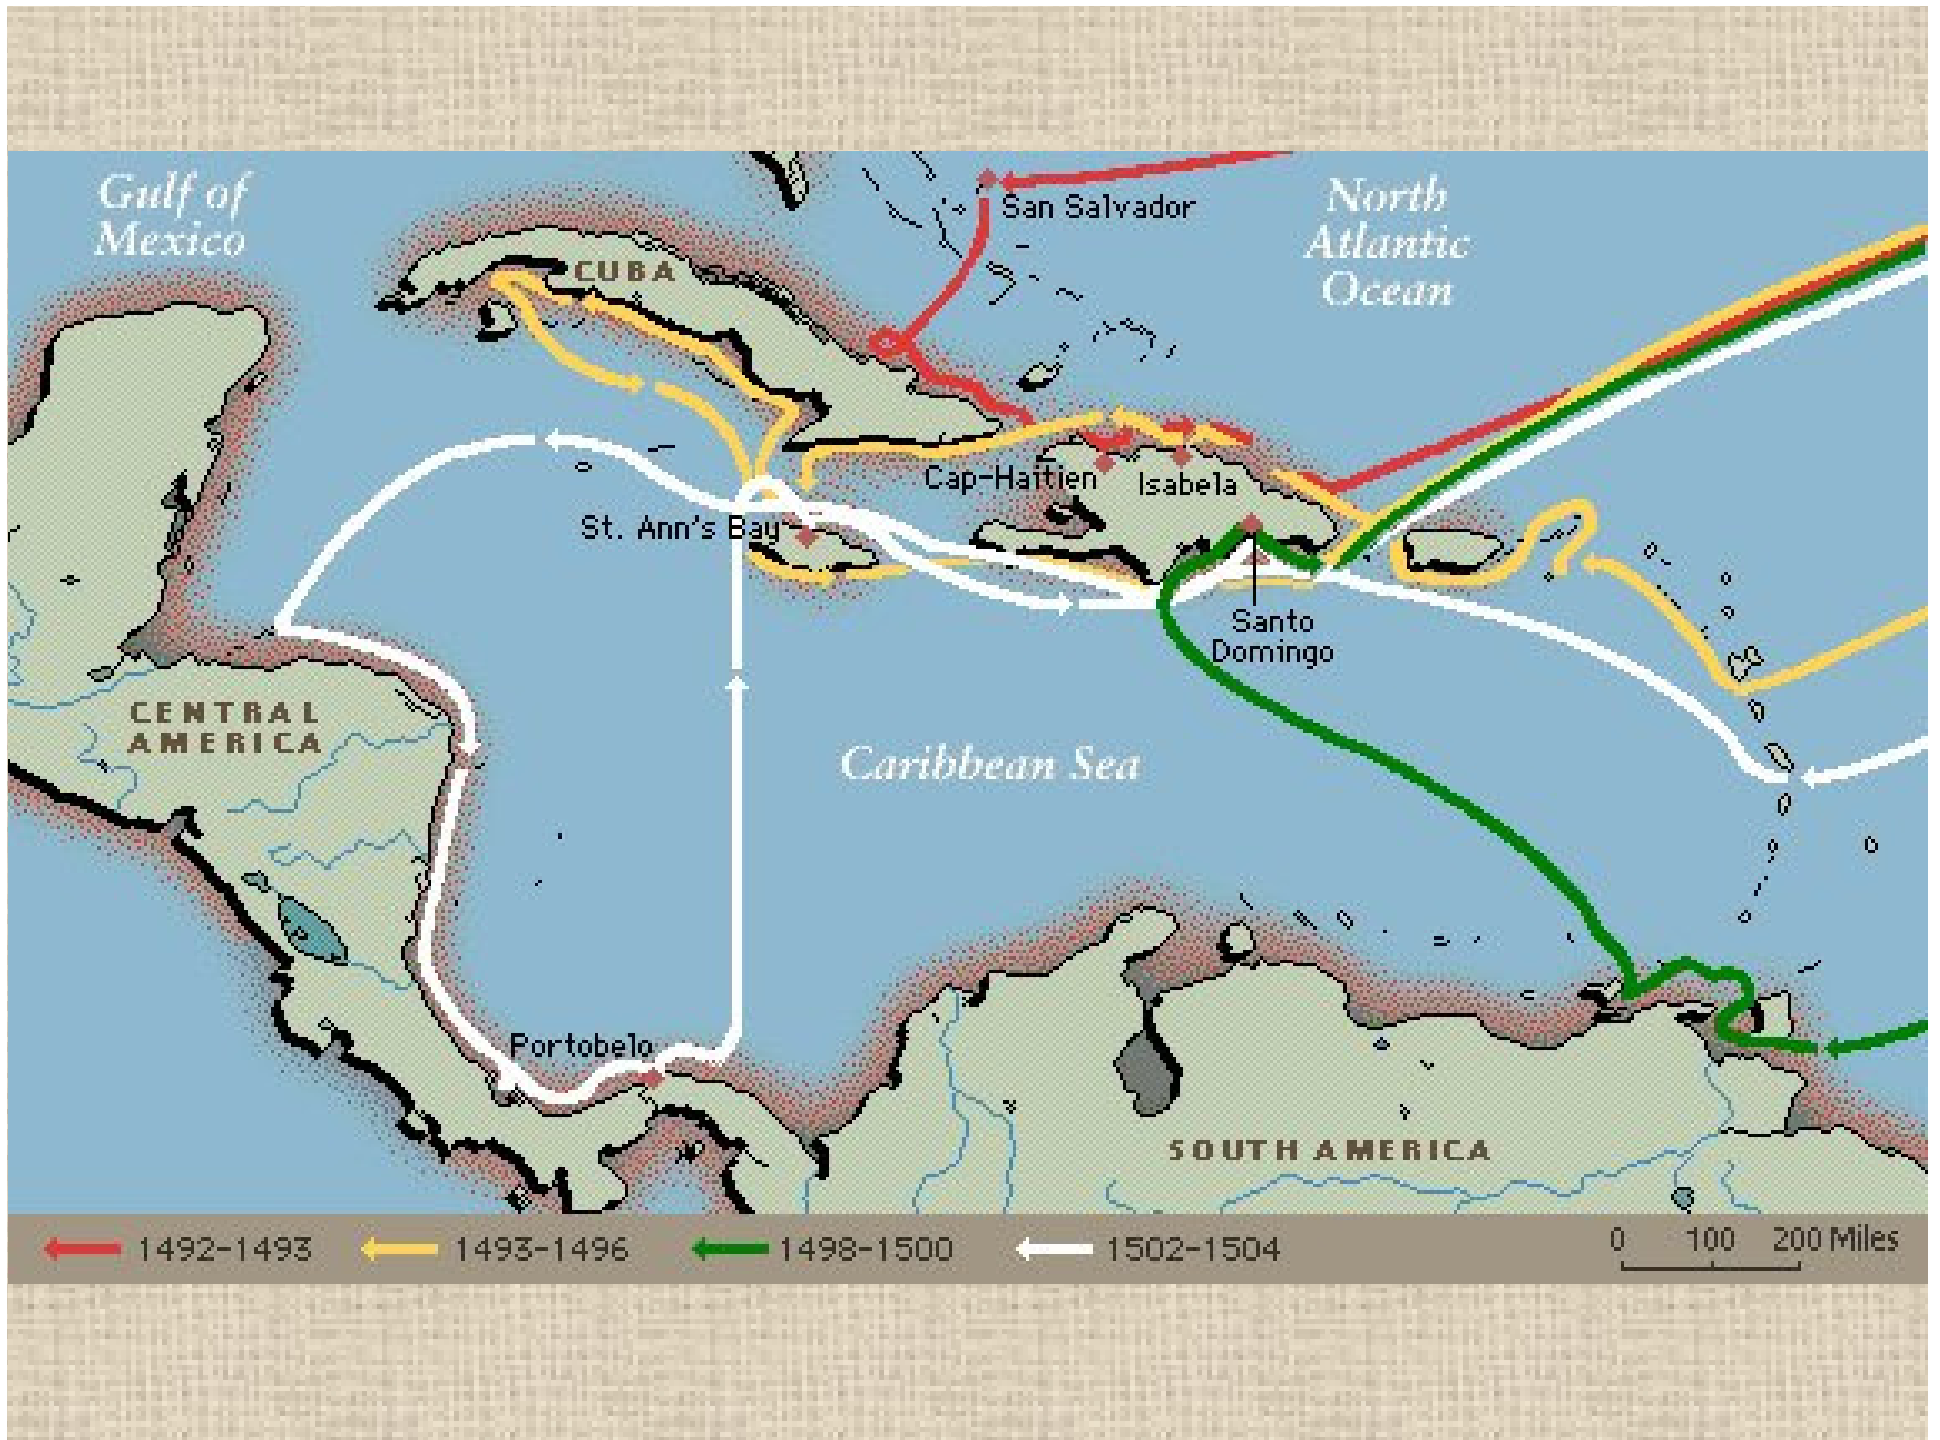 Gulf of
Mexico
San Salvador
North
Atlantic
Ocean
CUBA
Cap-Haitien
Isabela
St. Ann's Bay
Santo
Domingo
CENTRAL
AMERICA
Caribbean Sea
Portobelo
SOUTH AMERICA
1492-1493
1493-1496
1498-1500
1502-1504
0 100 200 Miles